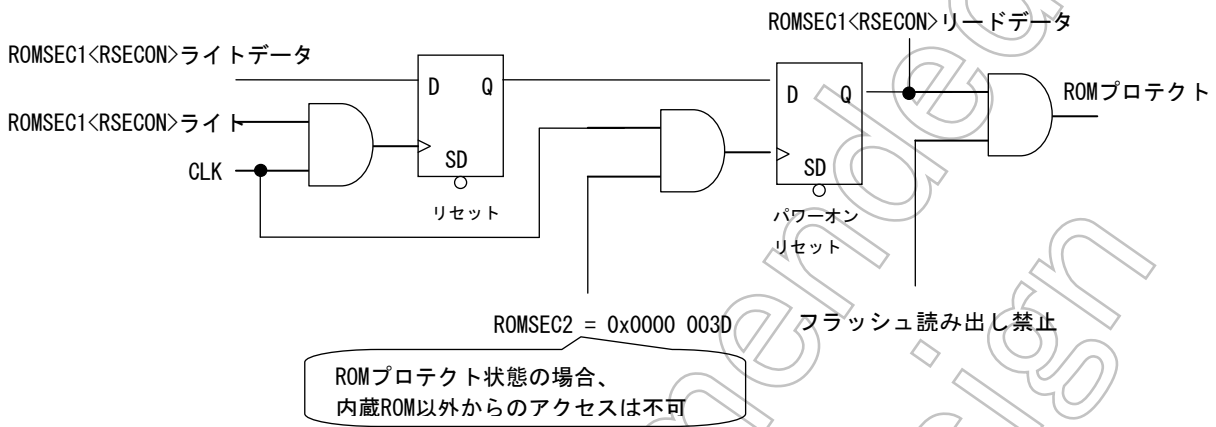 ROMSEC1<RSECON>リードデータ
ROMSEC1<RSECON>ライトデータ
D Q
D Q
ROMプロテクト
ROMSEC1<RSECON>ライト
CLK
SD
SD
リセット
パワーオン
リセット
ROMSEC2 = 0x0000 003D
フラッシュ読み出し禁止
ROMプロテクト状態の場合、
内蔵ROM以外からのアクセスは不可